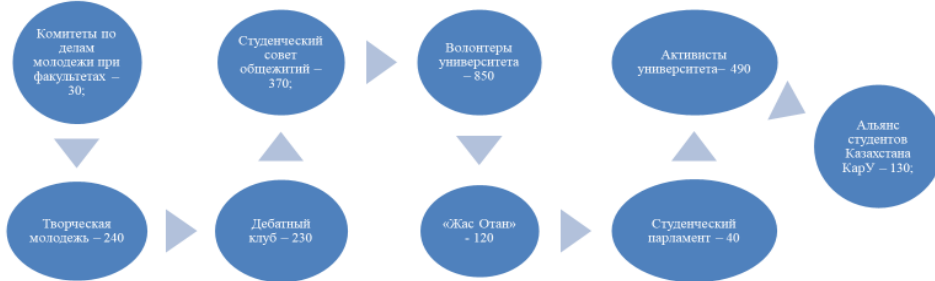 Комитеты по
делам
молодежи при
факультетах –
30;
Творческая
молодежь – 240
Дебатный
клуб – 230
Студенческий
совет
общежитий –
370;
Волонтеры
университета
– 850
«Жас Отан»
- 120
Студенческий
парламент – 40
Активисты
университета– 490
Альянс
студентов
Казахстана
КарУ – 130;